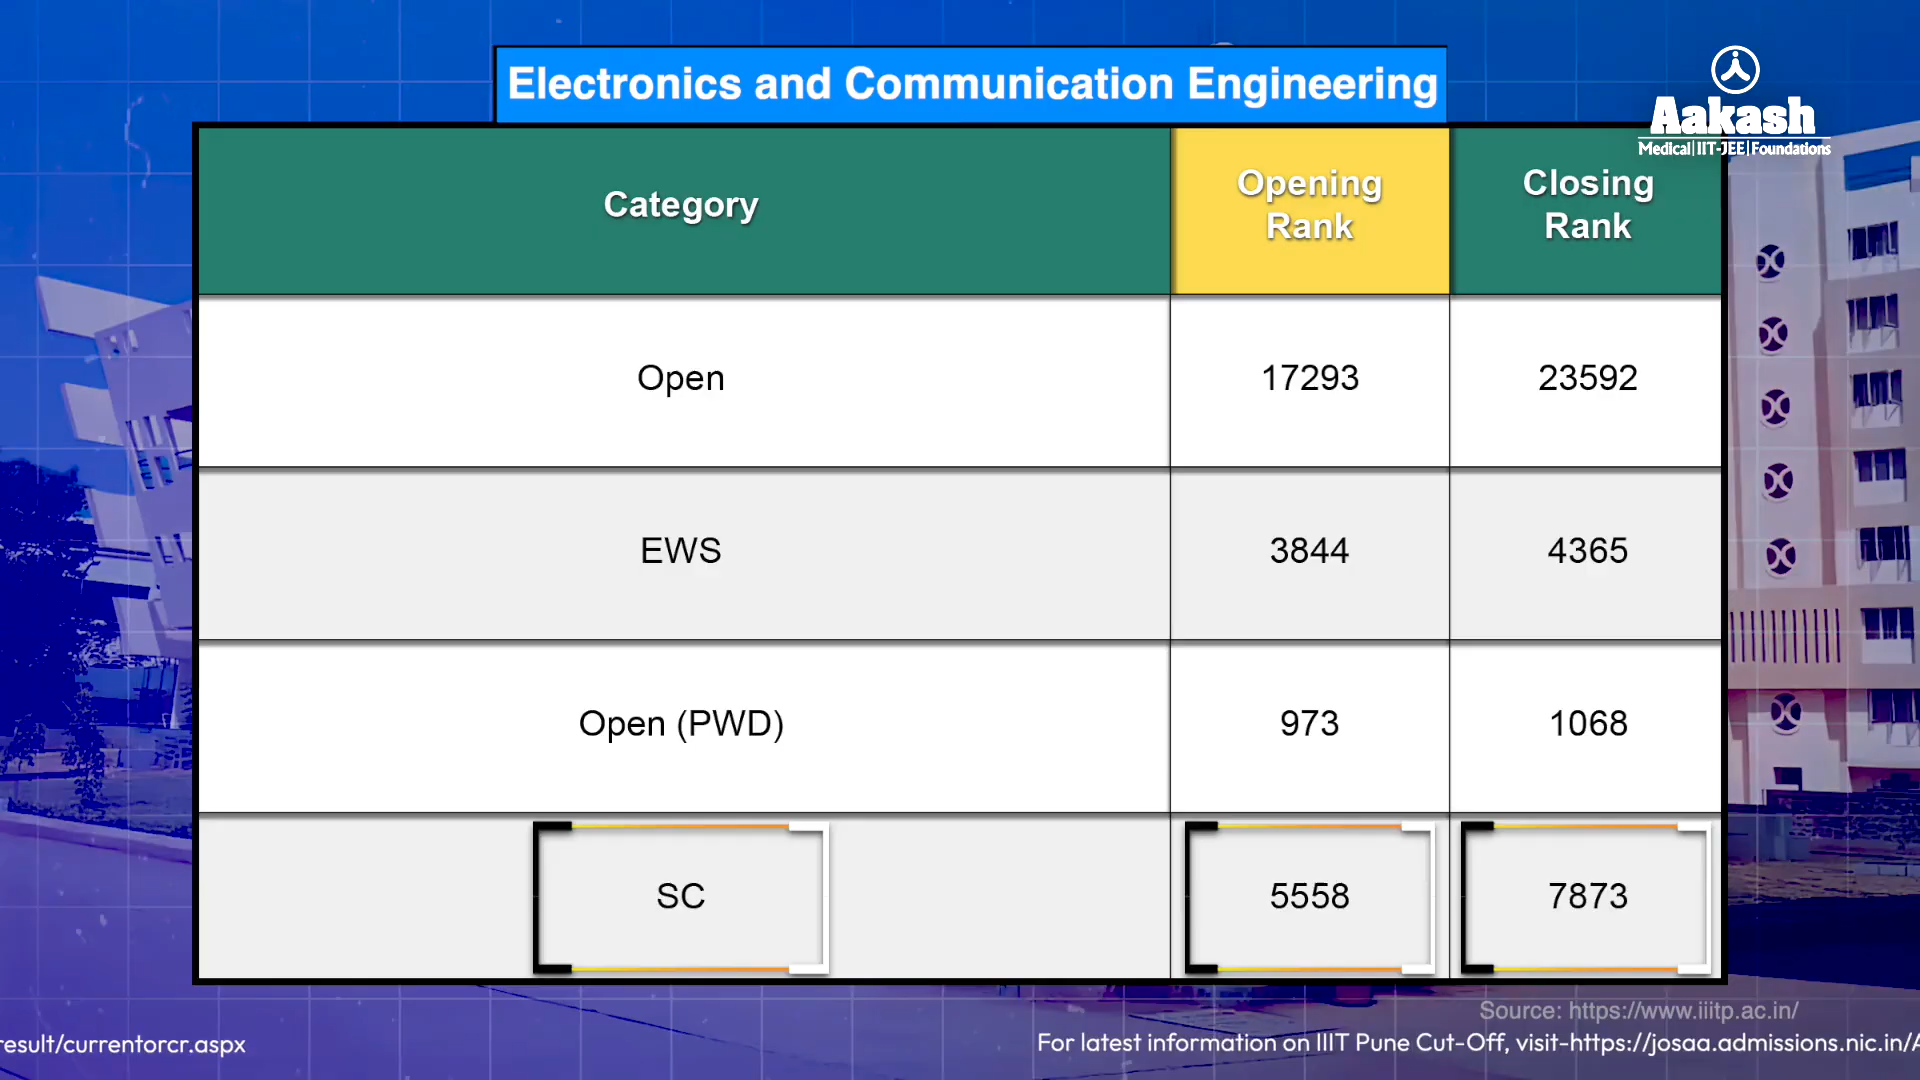 Electronics and Communication Engineering
Aakash
Medical|IIT-JEE|Foundations
Category
Opening
Rank
Closing
Rank
Open
17293
23592
EWS
3844
4365
Open (PWD)
973
1068
SC
5558
7873
Source: https://www.iiitp.ac.in/
result/currentorcr.aspx
For latest information on IIIT Pune Cut-Off, visit-https://josaa.admissions.nic.in/A